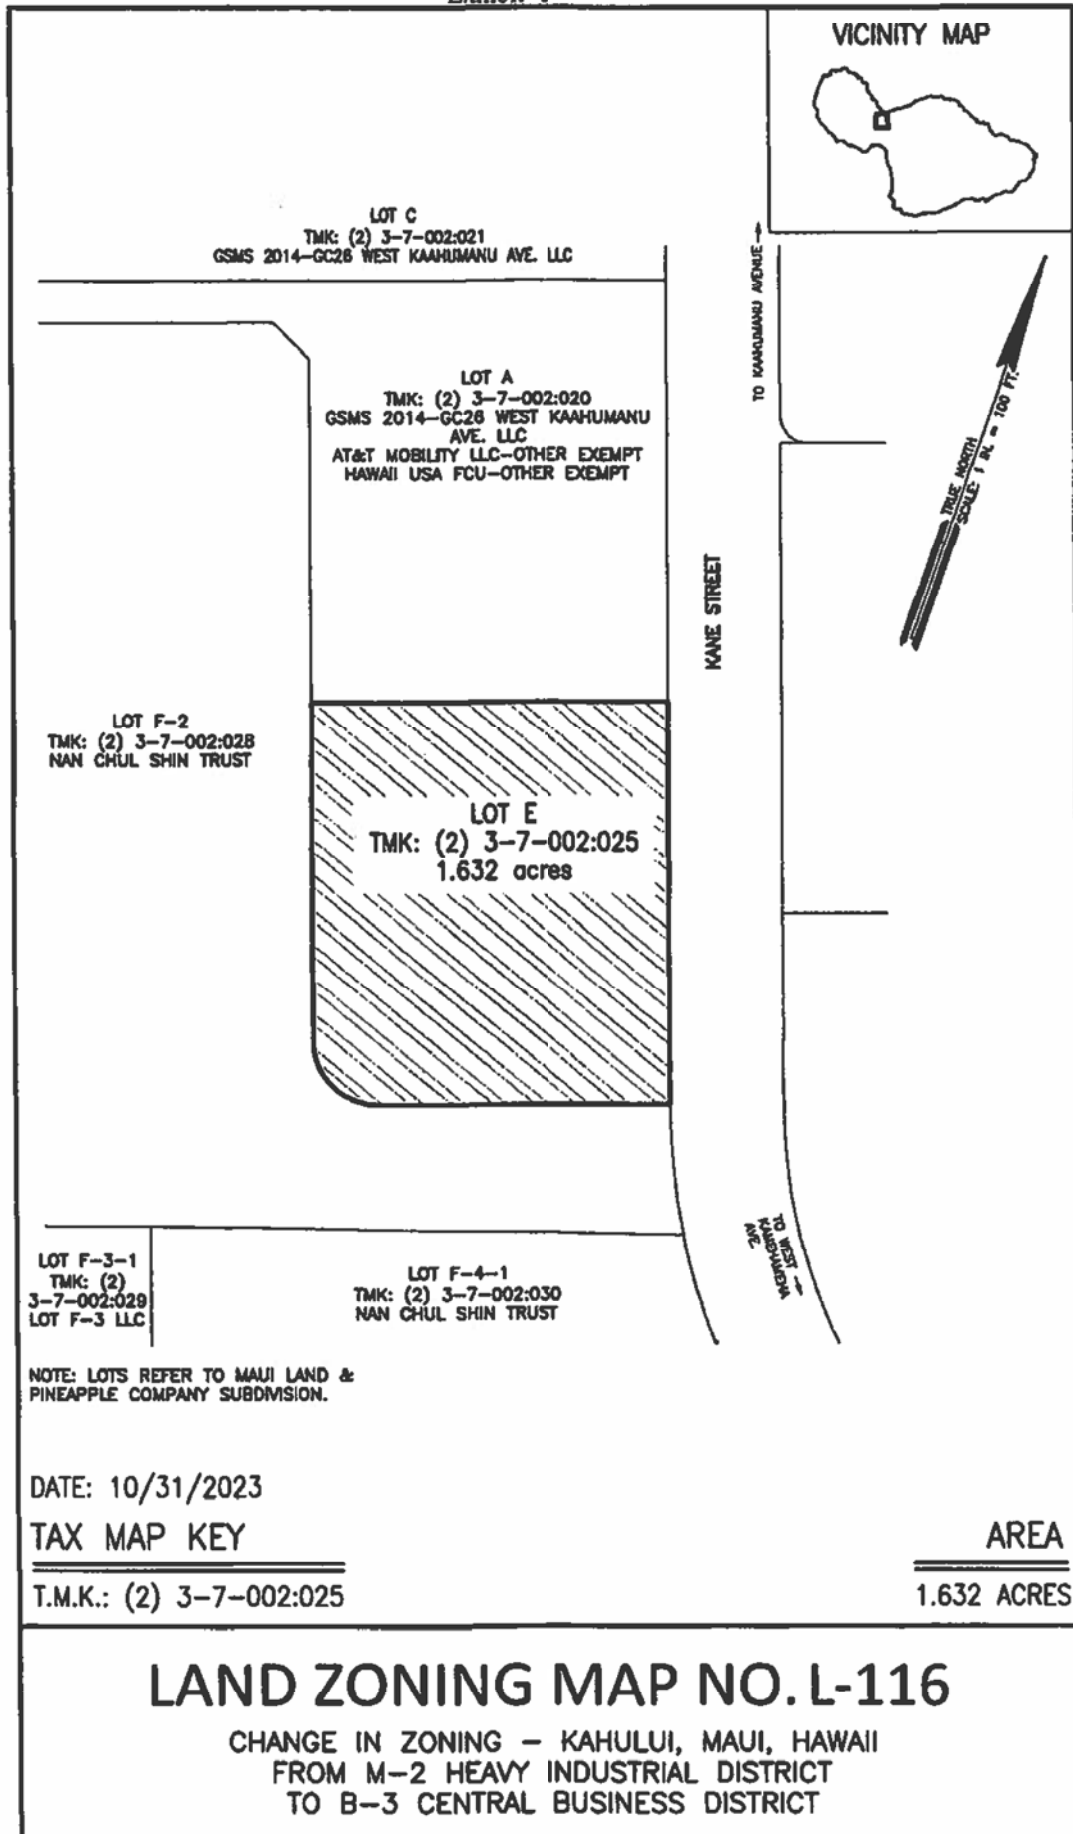 VICINITY MAP
LOT C
TMK: (2) 3-7-002:021
GSMS 2014-GC26 WEST KAAHUMANU AVE. LLC
TO KAAHUMANU AVENUE →
LOT A
TMK: (2) 3-7-002:020
GSMS 2014-GC26 WEST KAAHUMANU
AVE. LLC
AT&T MOBILITY LLC-OTHER EXEMPT
HAWAII USA FCU-OTHER EXEMPT
TRUE NORTH
SCALE: 1 IN. = 100 FT.
KANE STREET
LOT F-2
TMK: (2) 3-7-002:028
NAN CHUL SHIN TRUST
LOT E
TMK: (2) 3-7-002:025
1.632 acres
TO WEST →
KAMEHAMEHA
AVE.
LOT F-3-1
TMK: (2)
3-7-002:029
LOT F-3 LLC
LOT F-4-1
TMK: (2) 3-7-002:030
NAN CHUL SHIN TRUST
NOTE: LOTS REFER TO MAUI LAND &
PINEAPPLE COMPANY SUBDIVISION.
DATE: 10/31/2023
TAX MAP KEY
AREA
T.M.K.: (2) 3-7-002:025
1.632 ACRES
LAND ZONING MAP NO. L-116
CHANGE IN ZONING - KAHULUI, MAUI, HAWAII
FROM M-2 HEAVY INDUSTRIAL DISTRICT
TO B-3 CENTRAL BUSINESS DISTRICT